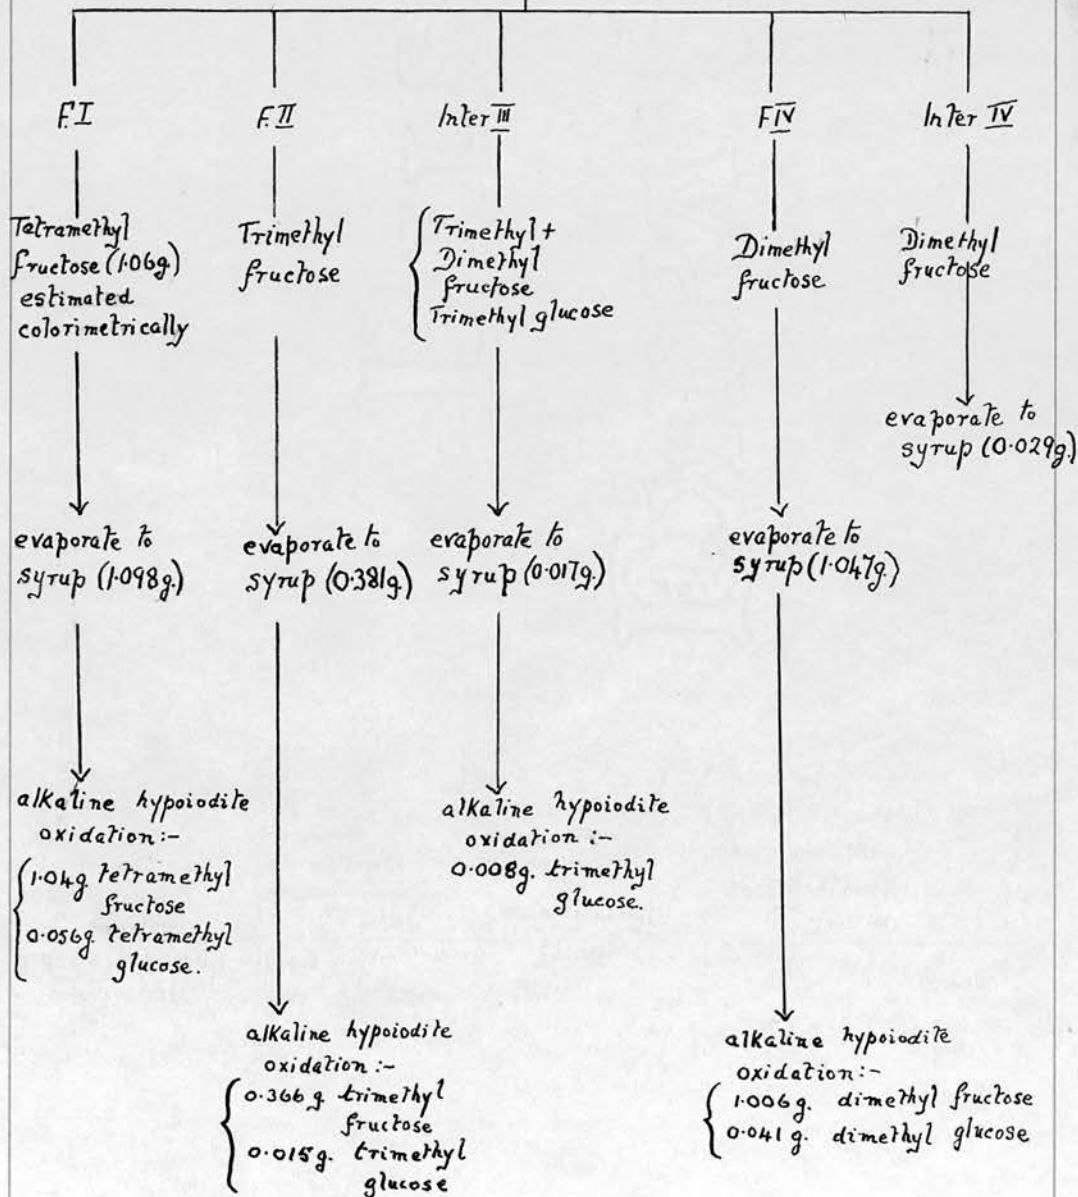 F.I
F.II
Inter III
F IV
Inter IV
Tetramethyl
fructose (1.06g.)
estimated
colorimetrically
Trimethyl
fructose
Trimethyl +
Dimethyl
fructose
Trimethyl glucose
Dimethyl
fructose
Dimethyl
fructose
evaporate to
syrup (1.098g.)
evaporate to
syrup (0.381g.)
evaporate to
syrup (0.017g.)
evaporate to
syrup (1.047g.)
evaporate to
syrup (0.029g.)
alkaline hypoiodite
oxidation :-
1.04g tetramethyl
fructose
0.056g. tetramethyl
glucose.
alkaline hypoiodite
oxidation :-
0.008g. trimethyl
glucose.
alkaline hypoiodite
oxidation :-
0.366 g. trimethyl
fructose
0.015g. trimethyl
glucose
alkaline hypoiodite
oxidation :-
1.006g. dimethyl fructose
0.041 g. dimethyl glucose